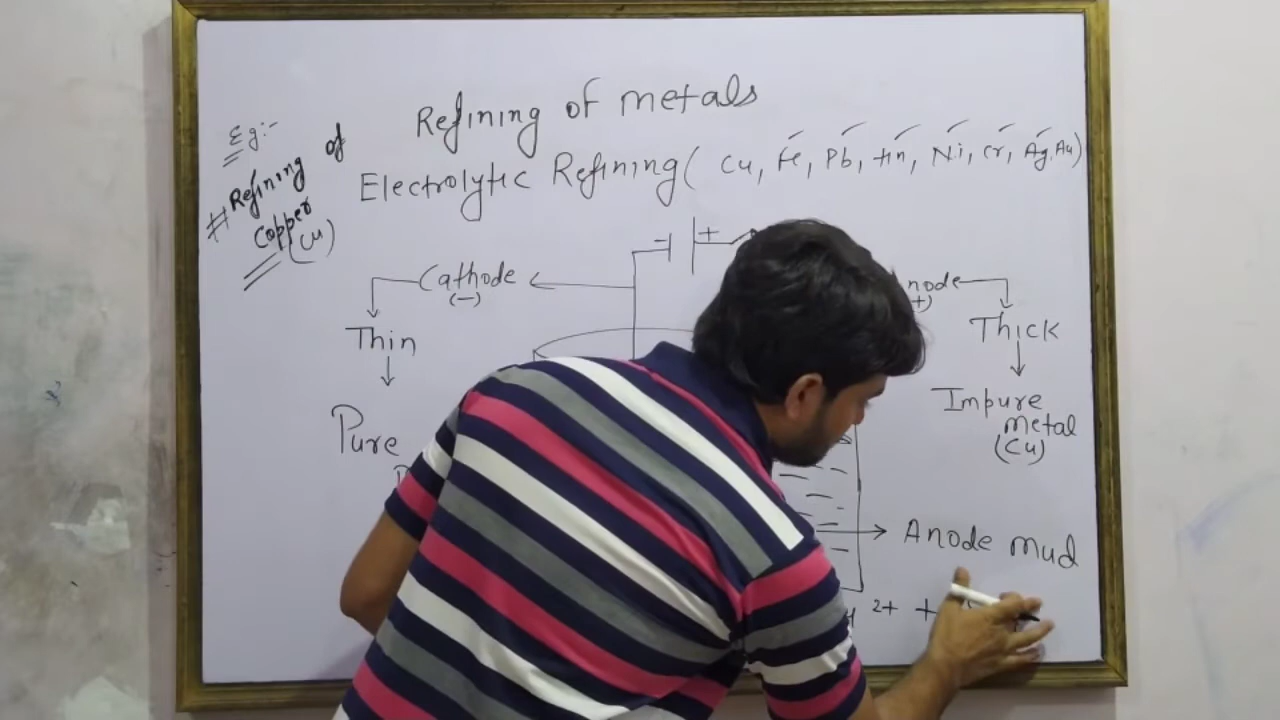 Refining of metals
Eg:-
# Refining of
Copper
(Cu)
Electrolytic Refining ( Cu, Fe, Pb, tin, Ni, Cr, Ag, Au)
- +
Cathode
(-)
node
+)
Thin
Thick
Pure
Impure
metal
(Cu)
Anode mud
2+ +